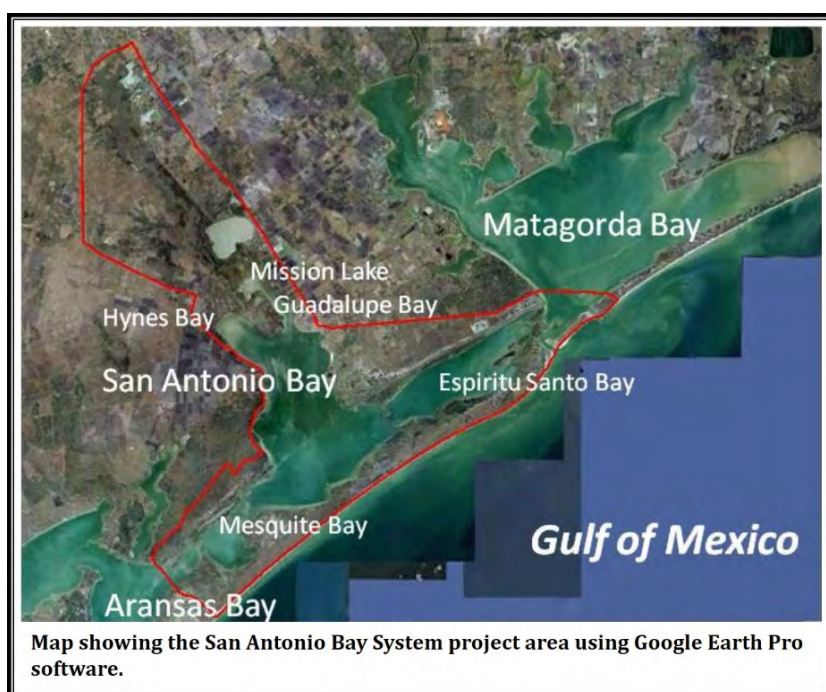 Matagorda Bay
Mission Lake
Guadalupe Bay
Hynes Bay
San Antonio Bay
Espiritu Santo Bay
Mesquite Bay
Gulf of Mexico
Aransas Bay
Map showing the San Antonio Bay System project area using Google Earth Pro
software.